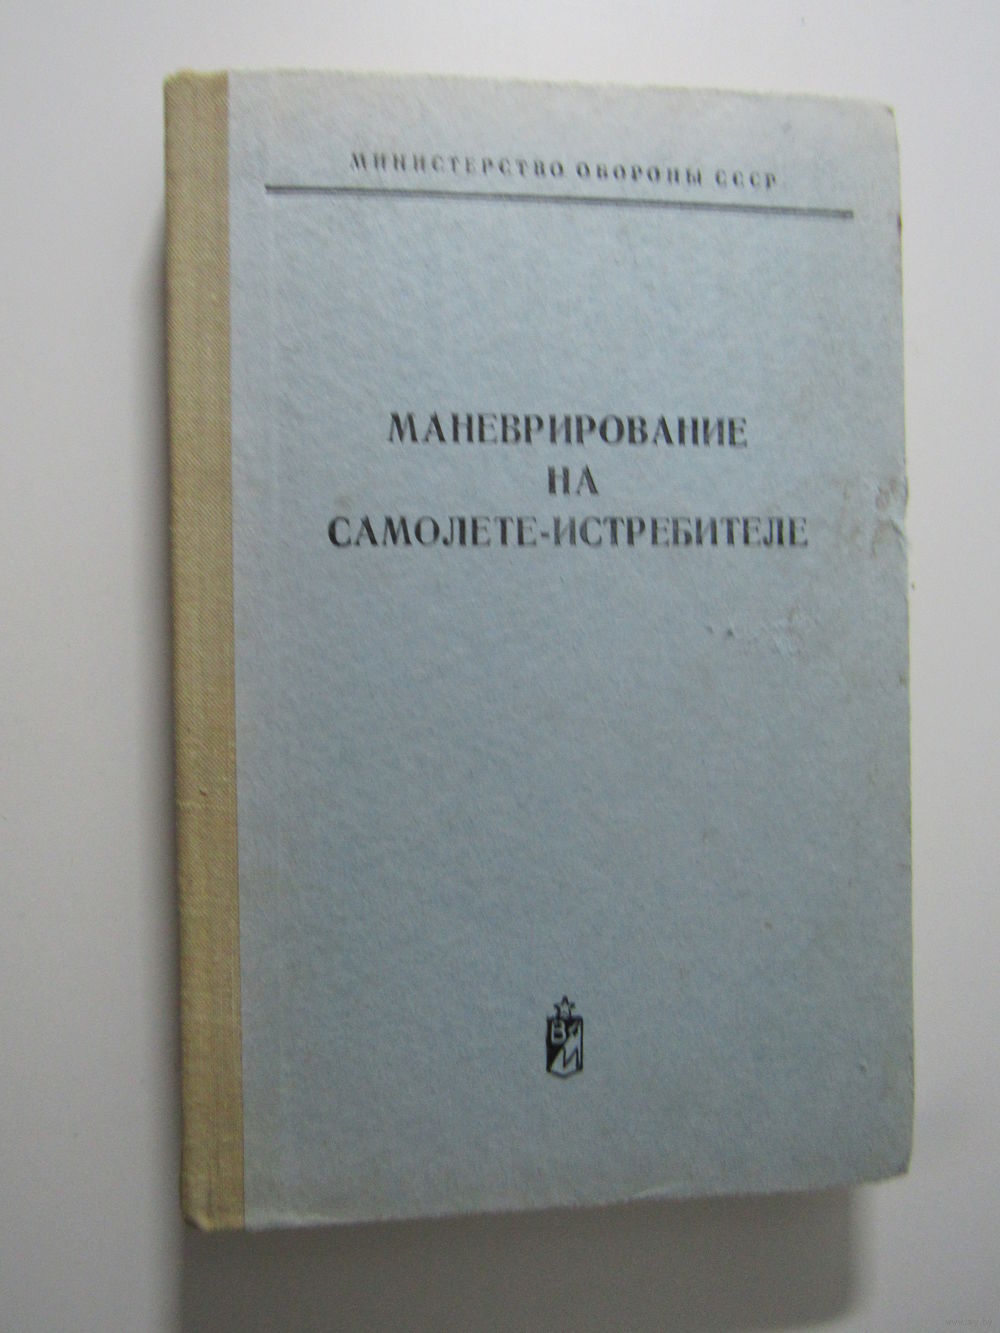 МИНИСТЕРСТВО ОБОРОНЫ СССР
МАНЕВРИРОВАНИЕ
НА
САМОЛЕТЕ-ИСТРЕБИТЕЛЕ
В
И